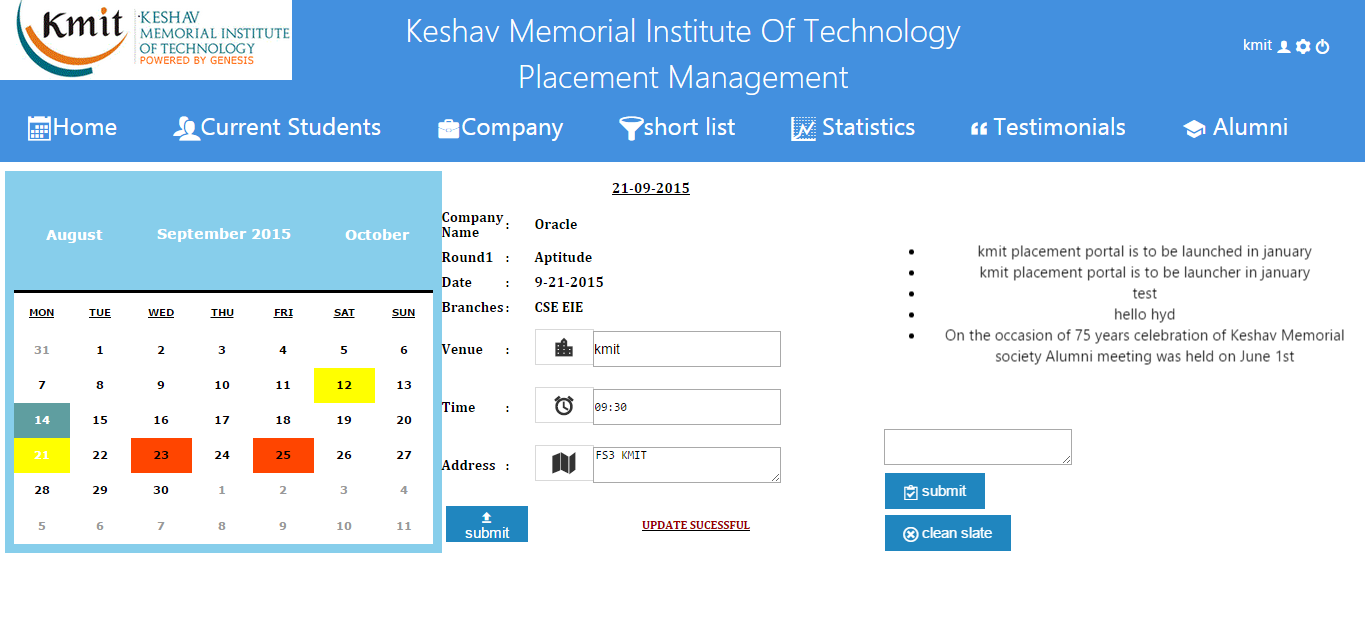 Kmit
KESHAV
MEMORIAL INSTITUTE
OF TECHNOLOGY
POWERED BY GENESIS
Keshav Memorial Institute Of Technology
Placement Management
kmit
Home Current Students Company short list Statistics Testimonials Alumni
August September 2015 October
MON TUE WED THU FRI SAT SUN
31 1 2 3 4 5 6
7 8 9 10 11 12 13
14 15 16 17 18 19 20
21 22 23 24 25 26 27
28 29 30 1 2 3 4
5 6 7 8 9 10 11
21-09-2015
Company
Name : Oracle
Round1 : Aptitude
Date : 9-21-2015
Branches: CSE EIE
Venue : kmit
Time : 09:30
Address : FS3 KMIT
submit
UPDATE SUCESSFUL
• kmit placement portal is to be launched in january
• kmit placement portal is to be launcher in january
• test
• hello hyd
• On the occasion of 75 years celebration of Keshav Memorial
society Alumni meeting was held on June 1st
submit
clean slate